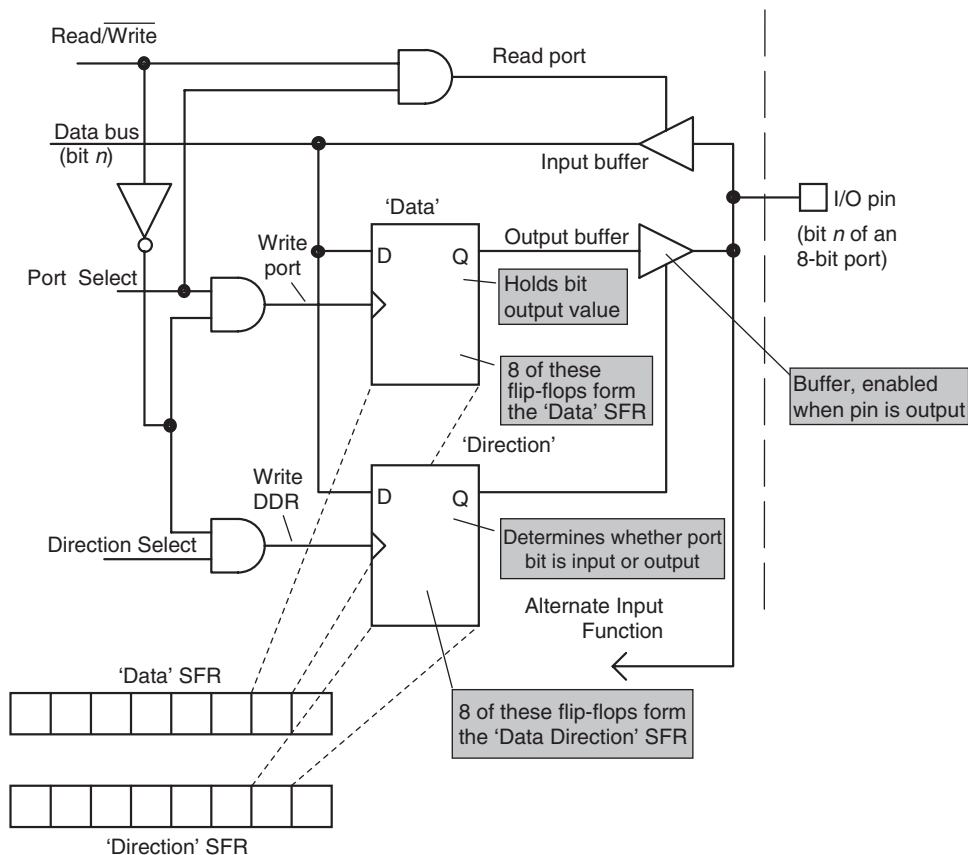 Read/Write
Read port
Data bus
(bit n)
Input buffer
I/O pin
(bit n of an
8-bit port)
'Data'
Write
port
D
Q
Output buffer
Port Select
Holds bit
output value
8 of these
flip-flops form
the 'Data' SFR
Buffer, enabled
when pin is output
'Direction'
Write
DDR
D
Q
Direction Select
Determines whether port
bit is input or output
Alternate Input
Function
'Data' SFR
8 of these flip-flops form
the 'Data Direction' SFR
'Direction' SFR